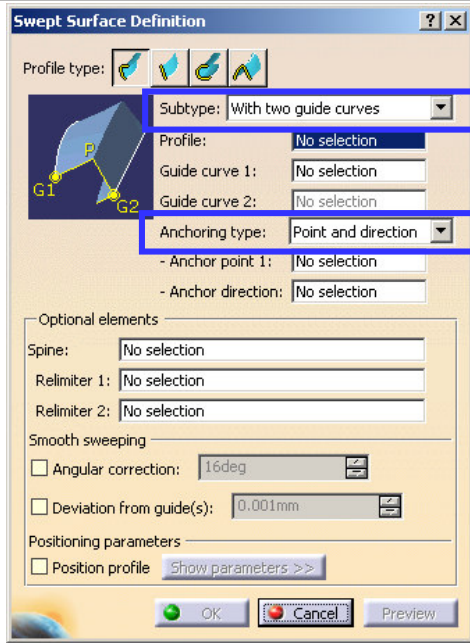 Swept Surface Definition
? X
Profile type:
Subtype: With two guide curves
Profile: No selection
P
Guide curve 1: No selection
G1
G2
Guide curve 2: No selection
Anchoring type: Point and direction
- Anchor point 1: No selection
- Anchor direction: No selection
Optional elements
Spine: No selection
Relimiter 1: No selection
Relimiter 2: No selection
Smooth sweeping
Angular correction: 16deg
Deviation from guide(s): 0.001mm
Positioning parameters
Position profile Show parameters >>
OK Cancel Preview